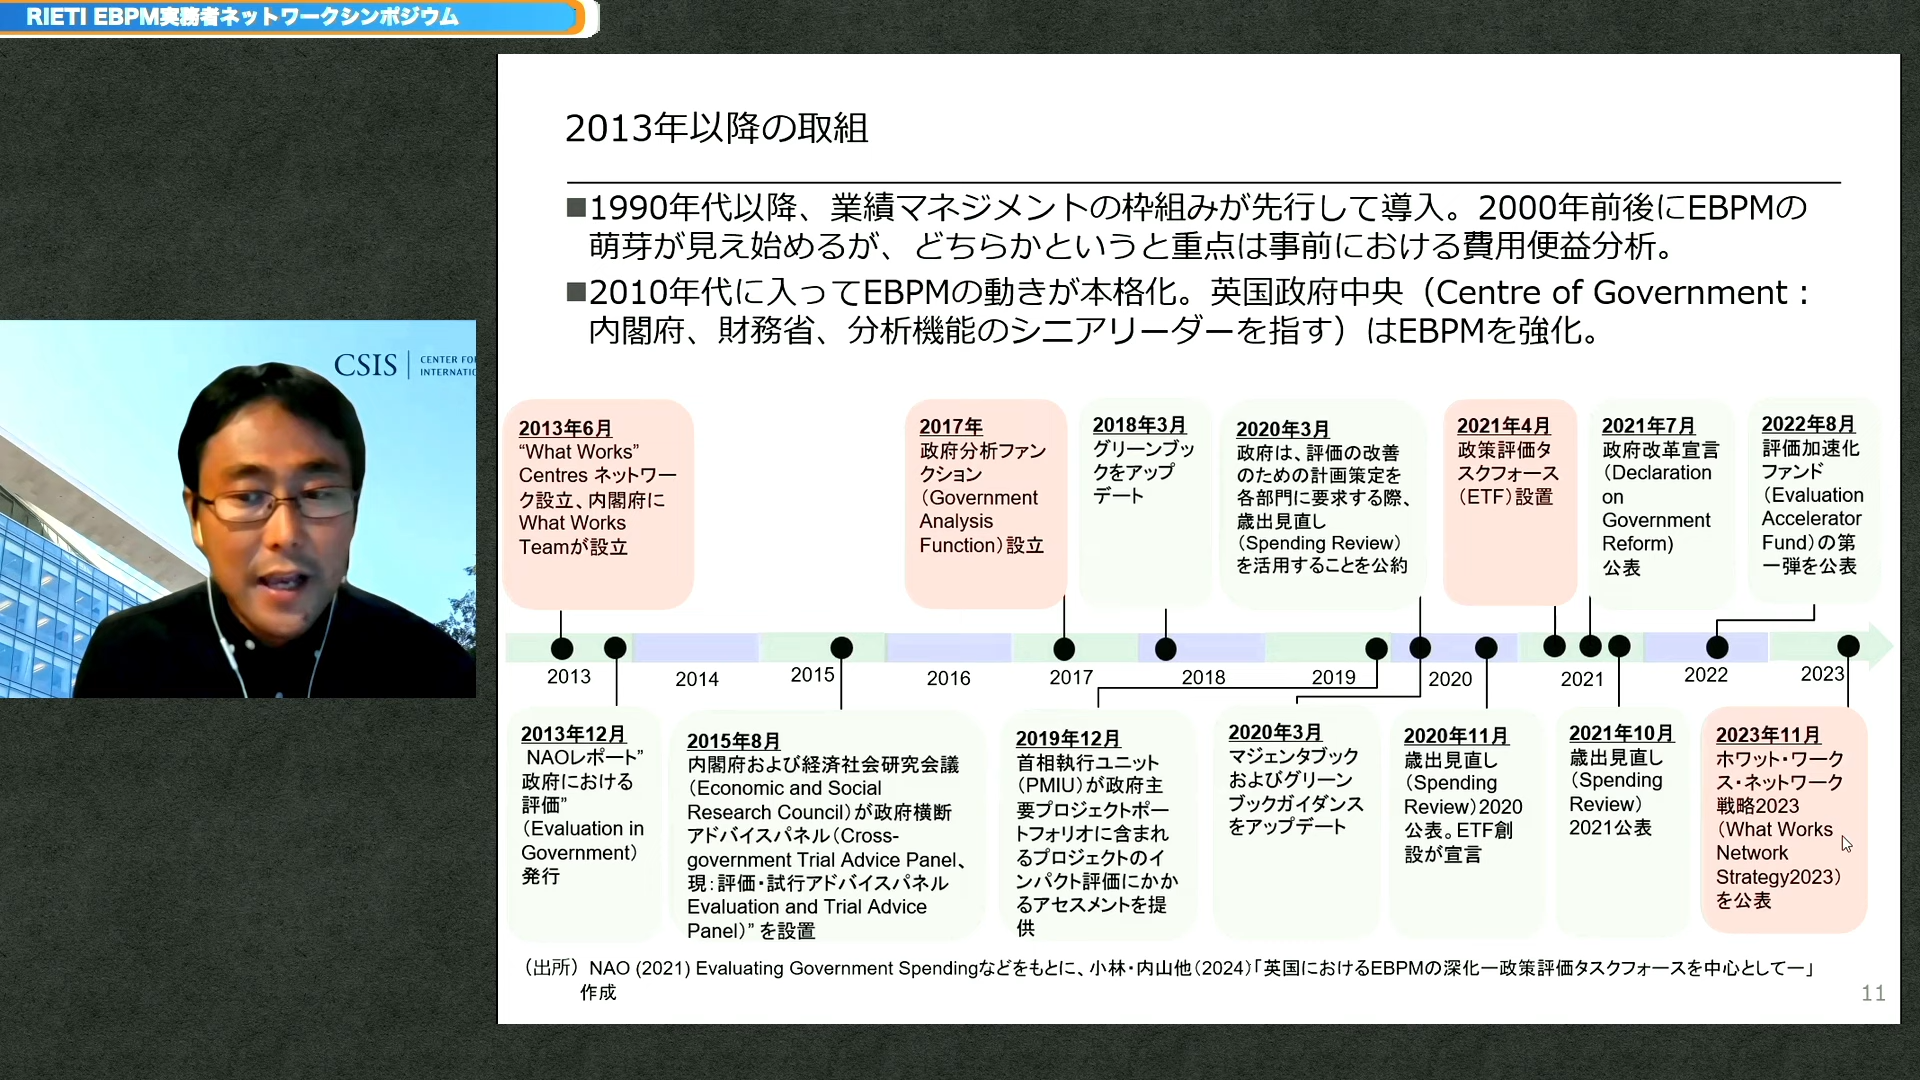 RIETI EBPM実務者ネットワークシンポジウム
2013年以降の取組
■1990年代以降、業績マネジメントの枠組みが先行して導入。2000年前後にEBPMの
萌芽が見え始めるが、どちらかというと重点は事前における費用便益分析。
■2010年代に入ってEBPMの動きが本格化。英国政府中央（Centre of Government：
内閣府、財務省、分析機能のシニアリーダーを指す）はEBPMを強化。
CSIS
CENTER FO
INTERNATIO
2013年6月
“What Works”
Centres ネットワー
ク設立、内閣府に
What Works
Teamが設立
2017年
政府分析ファン
クション
（Government
Analysis
Function）設立
2018年3月
グリーンブッ
クをアップ
デート
2020年3月
政府は、評価の改善
のための計画策定を
各部門に要求する際、
歳出見直し
（Spending Review）
を活用することを公約
2021年4月
政策評価タ
スクフォース
（ETF）設置
2021年7月
政府改革宣言
（Declaration
on
Government
Reform）
公表
2022年8月
評価加速化
ファンド
（Evaluation
Accelerator
Fund）の第
一弾を公表
2013
2014
2015
2016
2017
2018
2019
2020
2021
2022
2023
2013年12月
NAOレポート”
政府における
評価”
（Evaluation in
Government）
発行
2015年8月
内閣府および経済社会研究会議
（Economic and Social
Research Council）が政府横断
アドバイスパネル（Cross-
government Trial Advice Panel、
現：評価・試行アドバイスパネル
Evaluation and Trial Advice
Panel）” を設置
2019年12月
首相執行ユニット
（PMIU）が政府主
要プロジェクトポー
トフォリオに含まれ
るプロジェクトのイ
ンパクト評価にかか
るアセスメントを提
供
2020年3月
マジェンタブック
およびグリーン
ブックガイダンス
をアップデート
2020年11月
歳出見直し
（Spending
Review）2020
公表。ETF創
設が宣言
2021年10月
歳出見直し
（Spending
Review）
2021公表
2023年11月
ホワット・ワーク
ス・ネットワーク
戦略2023
（What Works
Network
Strategy2023）
を公表
（出所） NAO (2021) Evaluating Government Spendingなどをもとに、小林・内山他（2024）「英国におけるEBPMの深化―政策評価タスクフォースを中心として―」
作成
11